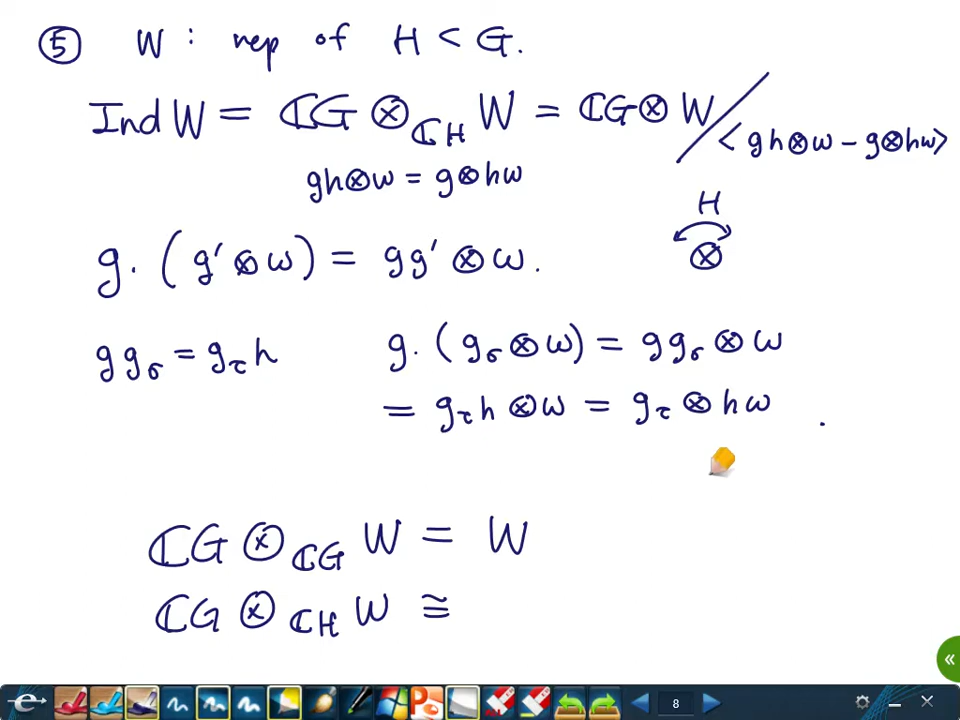 ⑤ W : rep of H < G.
Ind W = ℂG ⊗_ℂH W = ℂG ⊗ W / <gh⊗w − g⊗hw>
gh⊗w = g⊗hw
H
⊗
g. (g′ ⊗ w) = gg′ ⊗ w.
gg_σ = g_τ h
g. (g_σ ⊗ w) = gg_σ ⊗ w
= g_τ h ⊗ w = g_τ ⊗ hw .
ℂG ⊗_ℂG W = W
ℂG ⊗_ℂH W ≅
8